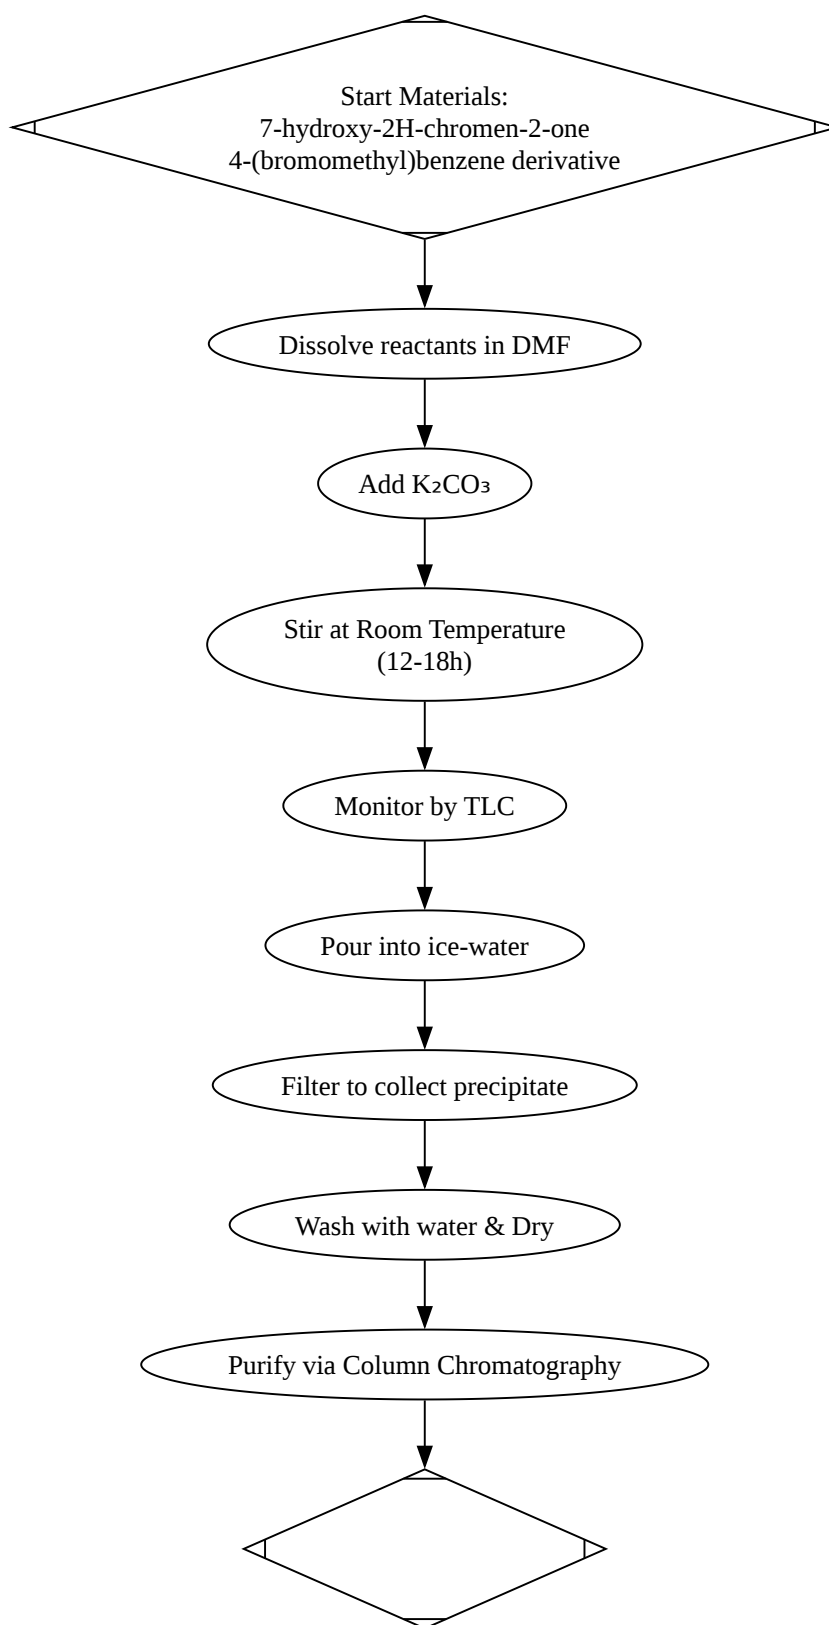 Start Materials:
7-hydroxy-2H-chromen-2-one
4-(bromomethyl)benzene derivative
Dissolve reactants in DMF
Add K₂CO₃
Stir at Room Temperature
(12-18h)
Monitor by TLC
Pour into ice-water
Filter to collect precipitate
Wash with water & Dry
Purify via Column Chromatography